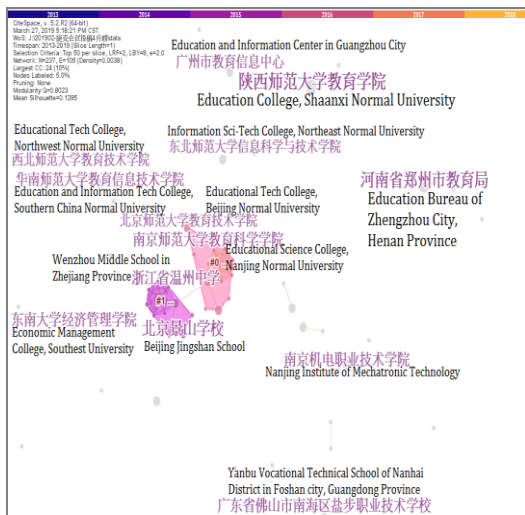 2013 2014 2015 2016 2017 2018
CiteSpace, v. 5.2.R2 (64-bit)
March 27, 2019 5:18:21 PM CST
Timespan: 2013-2019 (Slice Length=1)
Selection Criteria: Top 50 per slice, LRF=2, LBY=8, e=2.0
Network: N=237, E=105 (Density=0.0038)
Largest CC: 24 (10%)
Nodes Labeled: 5.0%
Pruning: None
Modularity Q=0.8023
Mean Silhouette=0.1285
Education and Information Center in Guangzhou City
广州市教育信息中心
陕西师范大学教育学院
Education College, Shaanxi Normal University
Educational Tech College,
Northwest Normal University
西北师范大学教育技术学院
Information Sci-Tech College, Northeast Normal University
东北师范大学信息科学与技术学院
华南师范大学教育信息技术学院
Education and Information Tech College,
Southern China Normal University
Educational Tech College,
Beijing Normal University
北京师范大学教育技术学院
河南省郑州市教育局
Education Bureau of
Zhengzhou City,
Henan Province
南京师范大学教育科学学院
Educational Science College,
Nanjing Normal University
#0
Wenzhou Middle School in
Zhejiang Province
浙江省温州中学
#1
东南大学经济管理学院
Economic Management
College, Southest University
北京景山学校
Beijing Jingshan School
南京机电职业技术学院
Nanjing Institute of Mechatronic Technology
Yanbu Vocational Technical School of Nanhai
District in Foshan city, Guangdong Province
广东省佛山市南海区盐步职业技术学校